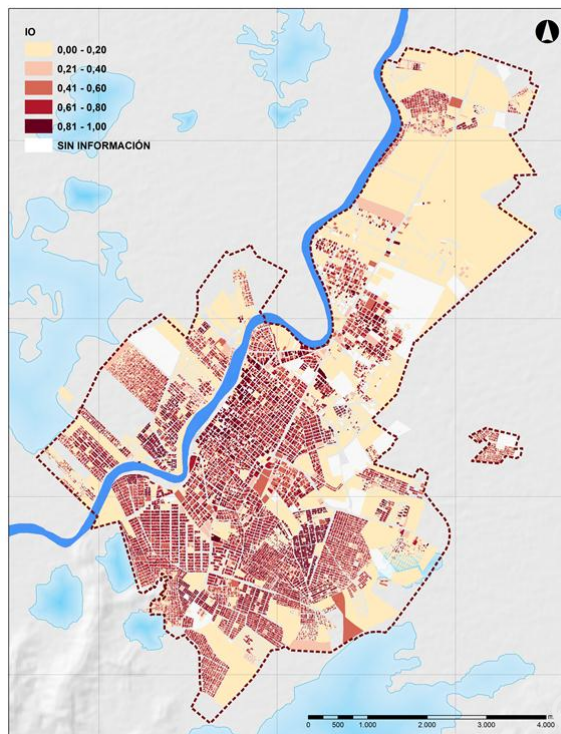 IO
0,00 - 0,20
0,21 - 0,40
0,41 - 0,60
0,61 - 0,80
0,81 - 1,00
SIN INFORMACIÓN
0 500 1.000 2.000 3.000 4.000 m.